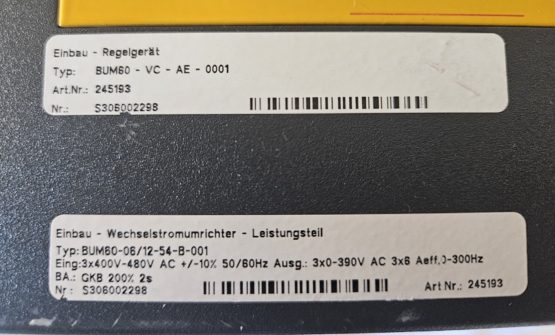 Einbau - Regelgerät
Typ: BUM60 - VC - AE - 0001
Art.Nr.: 245193
Nr.: S306002298
Einbau - Wechselstromumrichter - Leistungsteil
Typ: BUM60-06/12-54-B-001
Eing: 3x400V-480V AC +/-10% 50/60Hz Ausg.: 3x0-390V AC 3x6 Aeff.0-300Hz
BA.: GKB 200% 2s
Nr: S306002298 Art Nr.: 245193